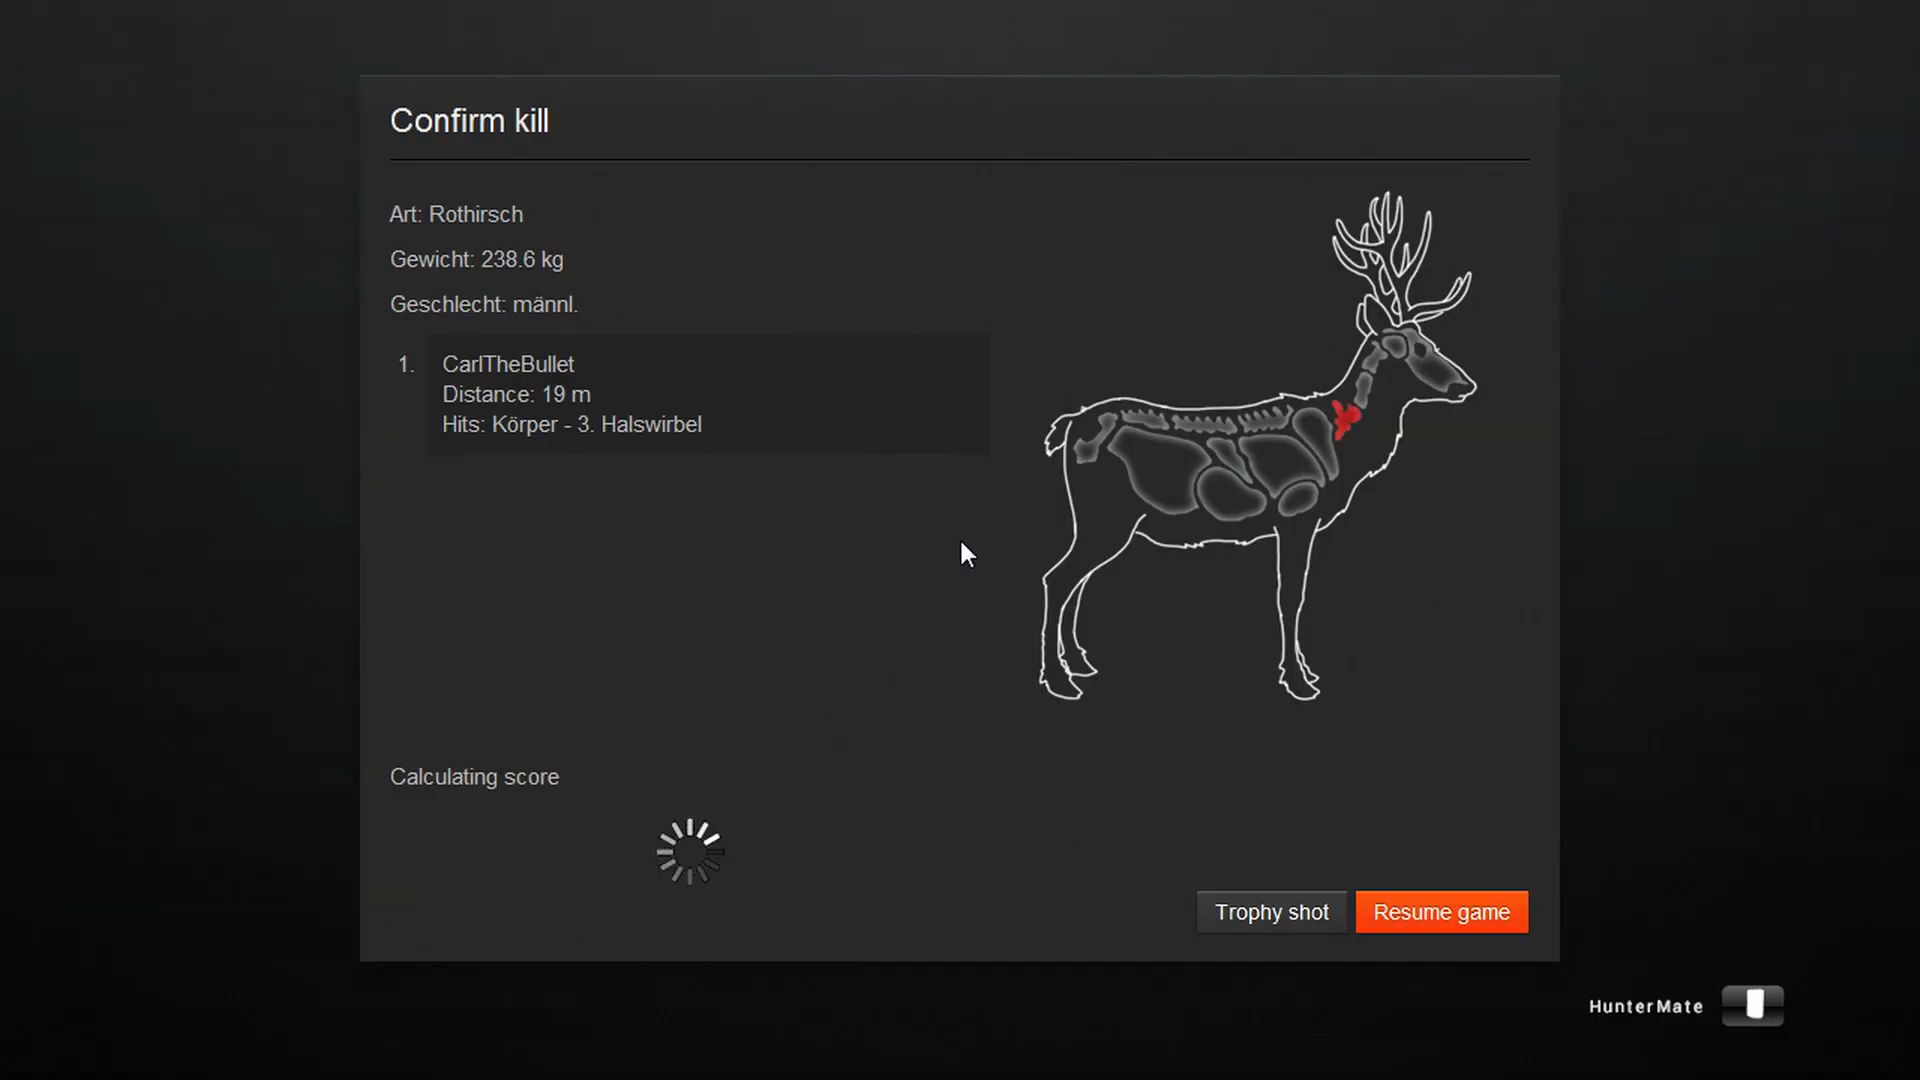 Confirm kill
Art: Rothirsch
Gewicht: 238.6 kg
Geschlecht: männl.
1. CarlTheBullet
Distance: 19 m
Hits: Körper - 3. Halswirbel
Calculating score
Trophy shot
Resume game
HunterMate